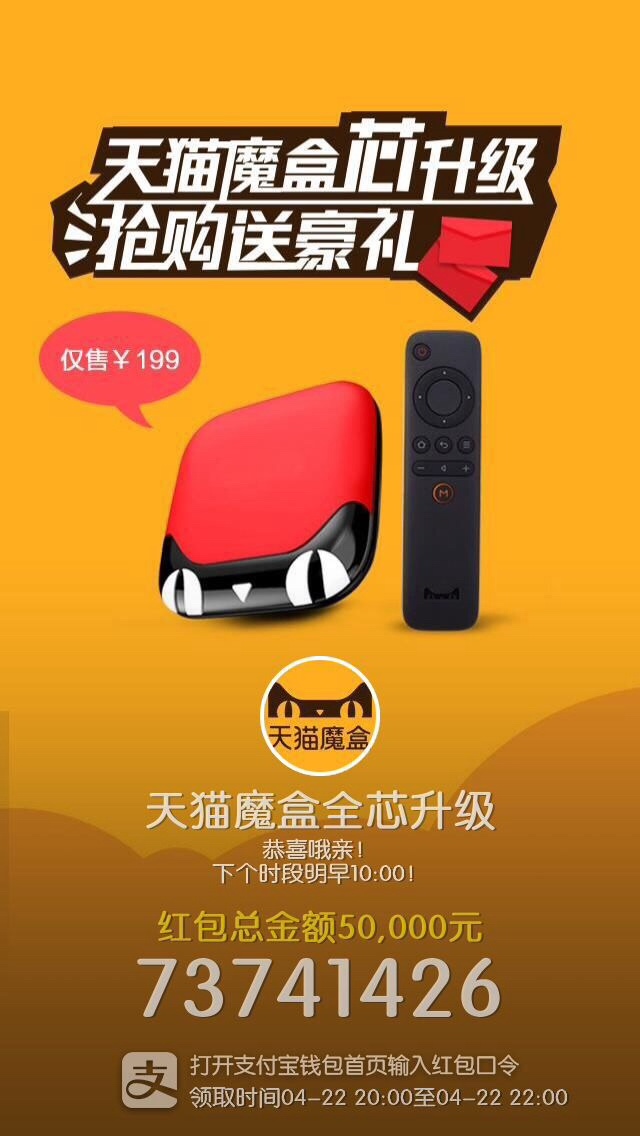 天猫魔盒芯升级
抢购送豪礼
仅售￥199
M
天猫魔盒
天猫魔盒全芯升级
恭喜哦亲！
下个时段明早10:00！
红包总金额50,000元
73741426
支
打开支付宝钱包首页输入红包口令
领取时间04-22 20:00至04-22 22:00